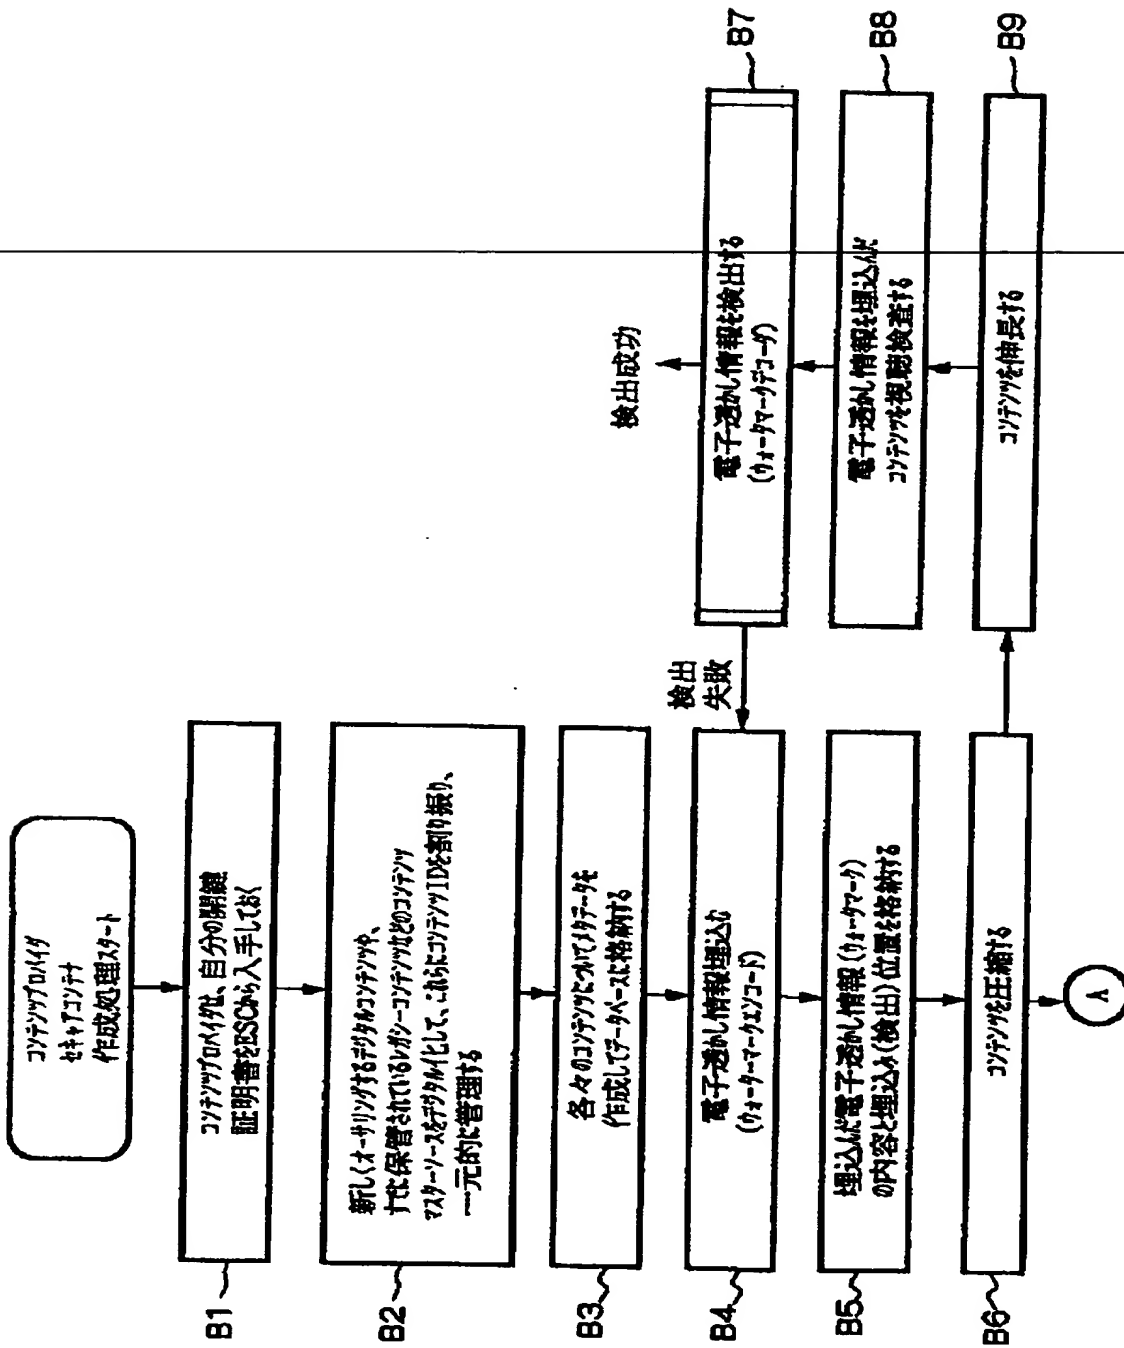 コンテンツプロバイダ
セキャアコンテナ
作成処理スタート
B1
コンテンツプロバイダは、自分の開鍵
証明書をESCから入手しておく
B2
新しくオーサリングするデジタルコンテンツや、
すでに保管されているレガシーコンテンツなどのコンテンツ
マスターソースをデジタル化して、これらにコンテンツIDを割り振り、
一元的に管理する
B3
各々のコンテンツについてメタデータを
作成してデータベースに格納する
B4
電子透かし情報埋込む
(ウォーターマークエンコード)
B5
埋込んだ電子透かし情報(ウォータマーク)
の内容と埋込み(検出)位置を格納する
B6
コンテンツを圧縮する
A
検出
失敗
検出成功
B7
電子透かし情報を検出する
(ウォータマークデコーダ)
B8
電子透かし情報を埋込んだ
コンテンツを視聴検査する
B9
コンテンツを伸長する